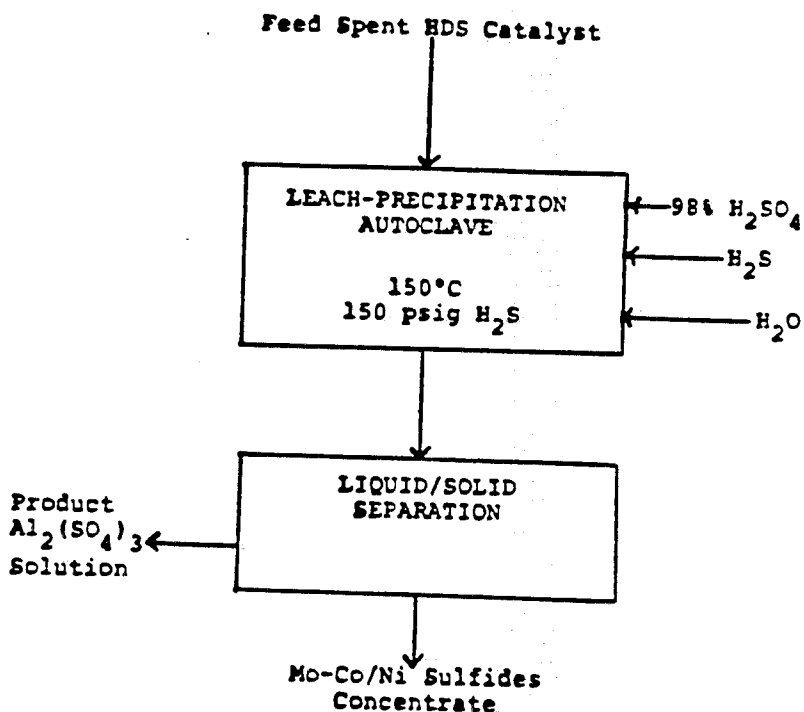 Feed Spent HDS Catalyst
LEACH-PRECIPITATION
AUTOCLAVE
98% H₂SO₄
H₂S
150°C
150 psig H₂S
H₂O
LIQUID/SOLID
SEPARATION
Product
Al₂(SO₄)₃
Solution
Mo-Co/Ni Sulfides
Concentrate